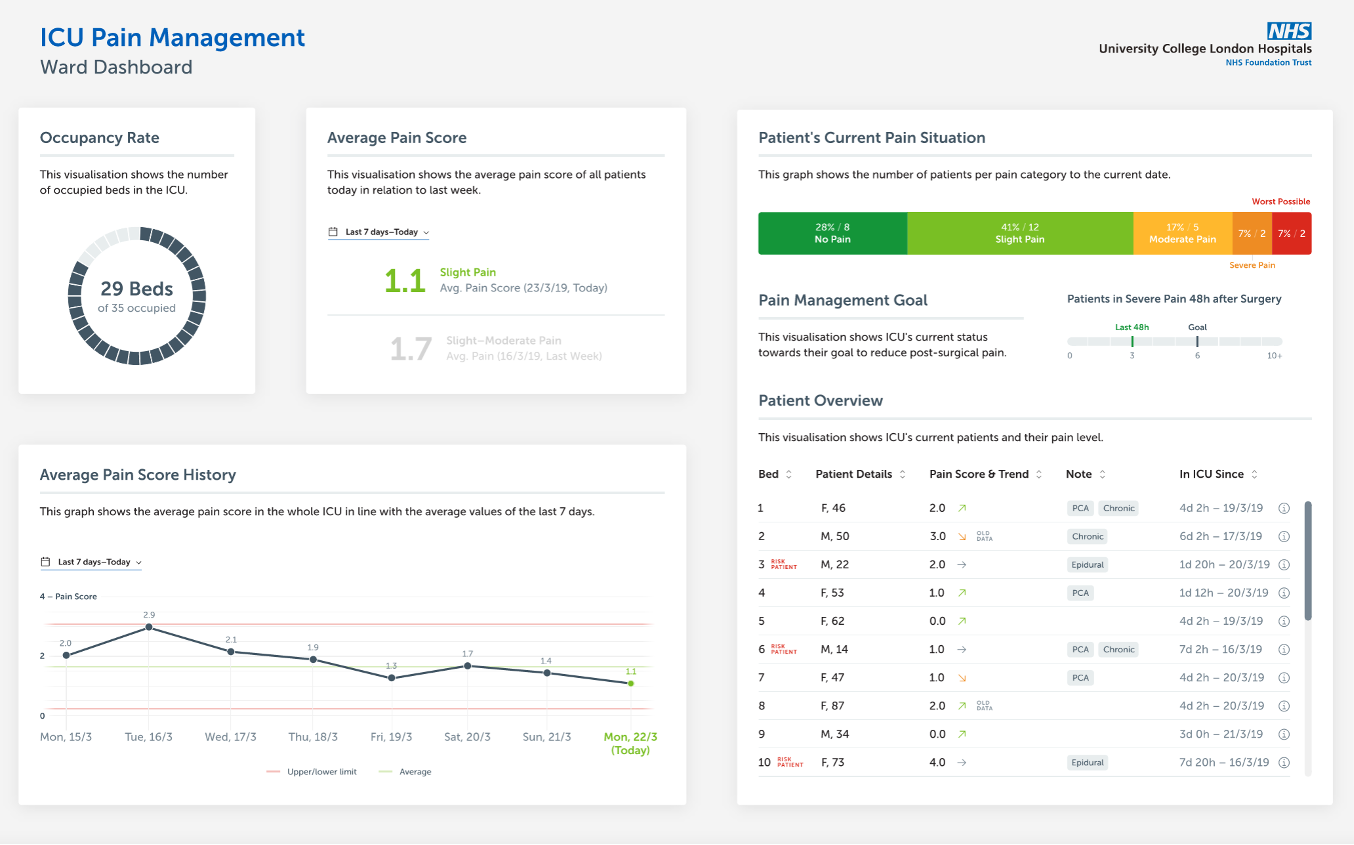 ICU Pain Management
Ward Dashboard
NHS
University College London Hospitals
NHS Foundation Trust
Occupancy Rate
This visualisation shows the number
of occupied beds in the ICU.
29 Beds
of 35 occupied
Average Pain Score
This visualisation shows the average pain score of all patients
today in relation to last week.
Last 7 days–Today
1.1
Slight Pain
Avg. Pain Score (23/3/19, Today)
1.7
Slight–Moderate Pain
Avg. Pain (16/3/19, Last Week)
Average Pain Score History
This graph shows the average pain score in the whole ICU in line with the average values of the last 7 days.
Last 7 days–Today
4 – Pain Score
2
0
2.0
2.9
2.1
1.9
1.3
1.7
1.4
1.1
Mon, 15/3
Tue, 16/3
Wed, 17/3
Thu, 18/3
Fri, 19/3
Sat, 20/3
Sun, 21/3
Mon, 22/3
(Today)
Upper/lower limit
Average
Patient's Current Pain Situation
This graph shows the number of patients per pain category to the current date.
Worst Possible
28% / 8
No Pain
41% / 12
Slight Pain
17% / 5
Moderate Pain
7% / 2
7% / 2
Severe Pain
Pain Management Goal
This visualisation shows ICU's current status
towards their goal to reduce post-surgical pain.
Patients in Severe Pain 48h after Surgery
Last 48h
Goal
0 3 6 10+
Patient Overview
This visualisation shows ICU's current patients and their pain level.
Bed Patient Details Pain Score & Trend Note In ICU Since
1 F, 46 2.0 PCA Chronic 4d 2h – 19/3/19
2 M, 50 3.0 OLD DATA Chronic 6d 2h – 17/3/19
3 RISK PATIENT M, 22 2.0 Epidural 1d 20h – 20/3/19
4 F, 53 1.0 PCA 1d 12h – 20/3/19
5 F, 62 0.0 4d 2h – 19/3/19
6 RISK PATIENT M, 14 1.0 PCA Chronic 7d 2h – 16/3/19
7 F, 47 1.0 PCA 4d 2h – 20/3/19
8 F, 87 2.0 OLD DATA 4d 2h – 20/3/19
9 M, 34 0.0 3d 0h – 21/3/19
10 RISK PATIENT F, 73 4.0 Epidural 7d 20h – 16/3/19